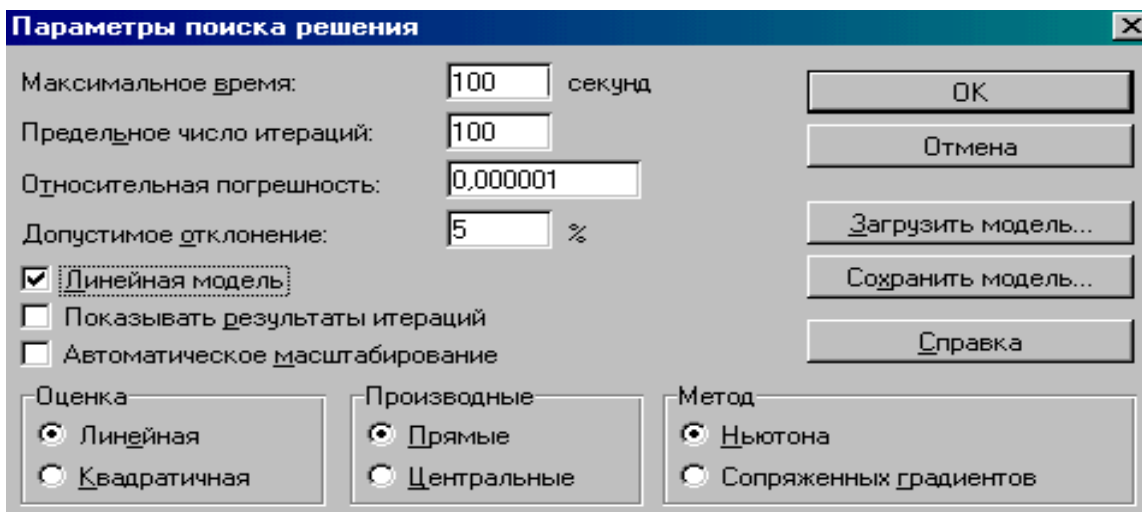 Параметры поиска решения
Максимальное время: 100 секунд
OK
Предельное число итераций: 100
Отмена
Относительная погрешность: 0,000001
Допустимое отклонение: 5 %
Загрузить модель...
Линейная модель
Сохранить модель...
Показывать результаты итераций
Автоматическое масштабирование
Справка
Оценка
Линейная
Квадратичная
Производные
Прямые
Центральные
Метод
Ньютона
Сопряженных градиентов